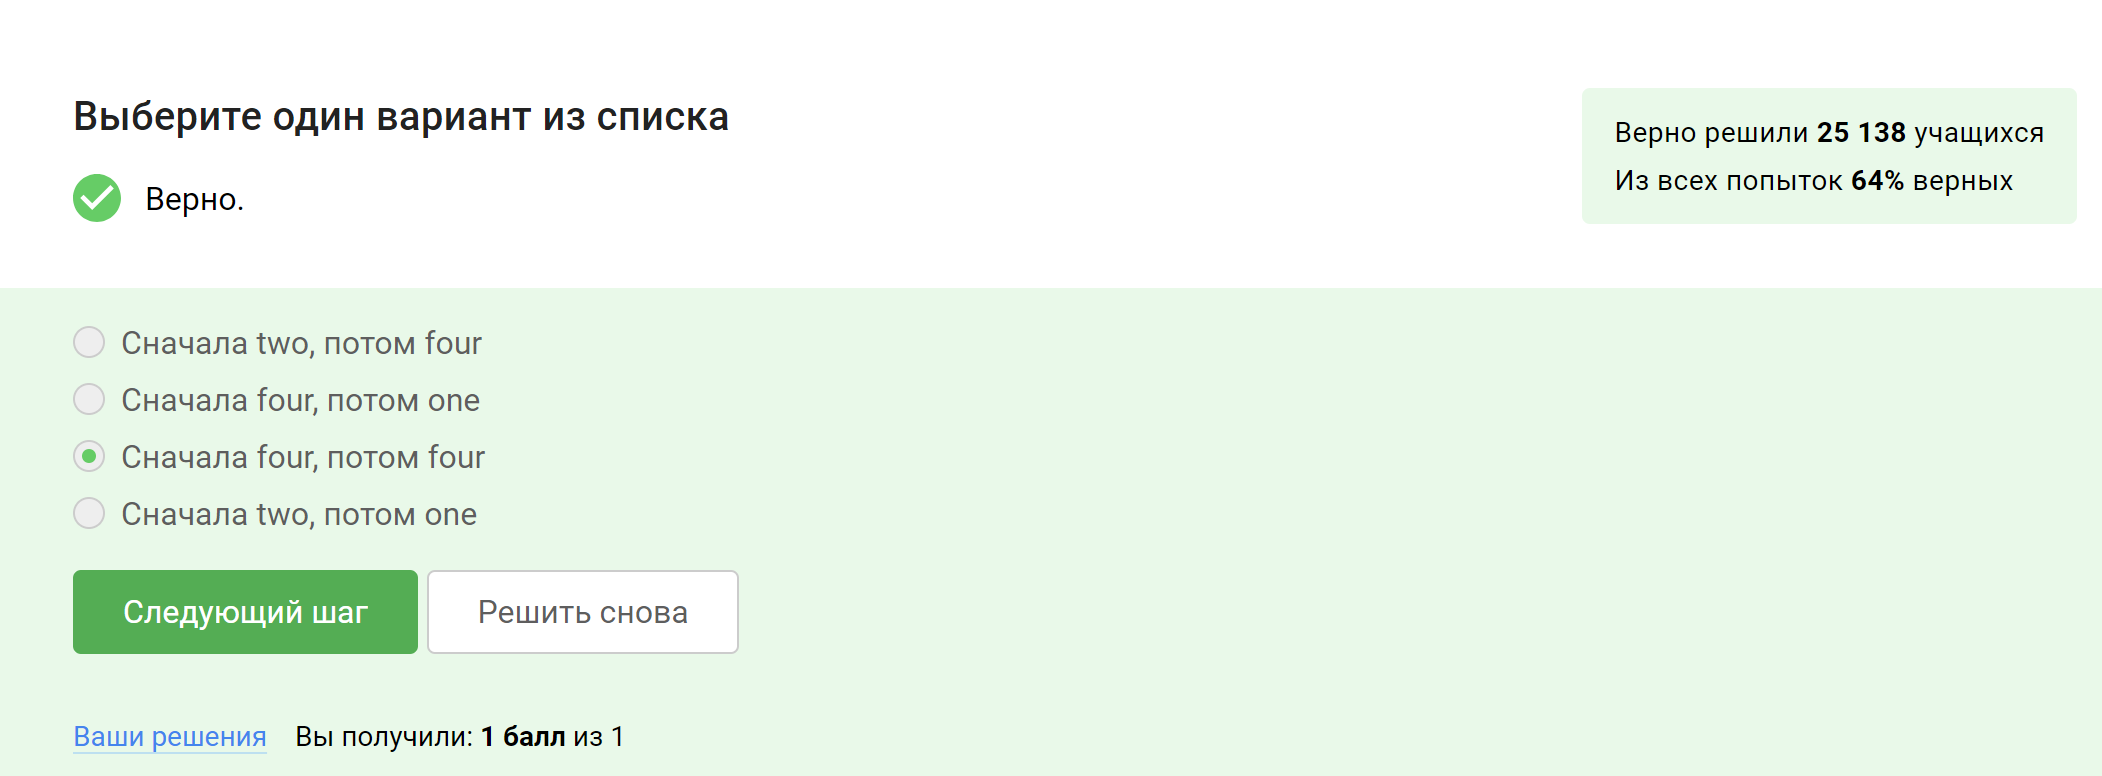 Выберите один вариант из списка
Верно.
Верно решили 25 138 учащихся
Из всех попыток 64% верных
Сначала two, потом four
Сначала four, потом one
Сначала four, потом four
Сначала two, потом one
Следующий шаг
Решить снова
Ваши решения Вы получили: 1 балл из 1